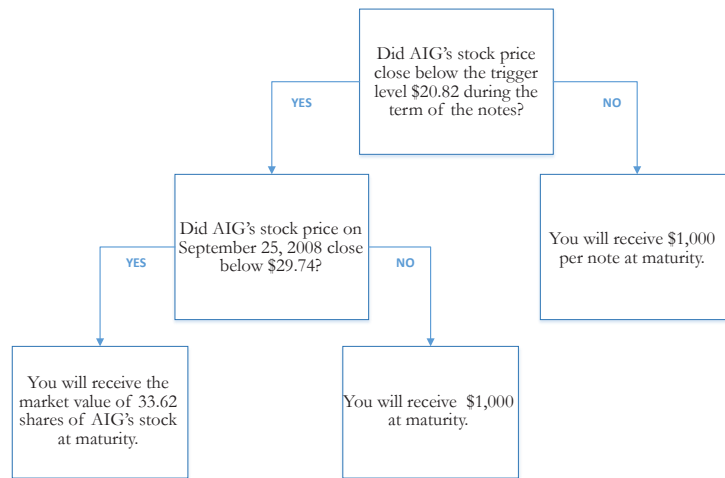 Did AIG's stock price
close below the trigger
level $20.82 during the
term of the notes?
YES
NO
Did AIG's stock price on
September 25, 2008 close
below $29.74?
You will receive $1,000
per note at maturity.
YES
NO
You will receive the
market value of 33.62
shares of AIG's stock
at maturity.
You will receive $1,000
at maturity.